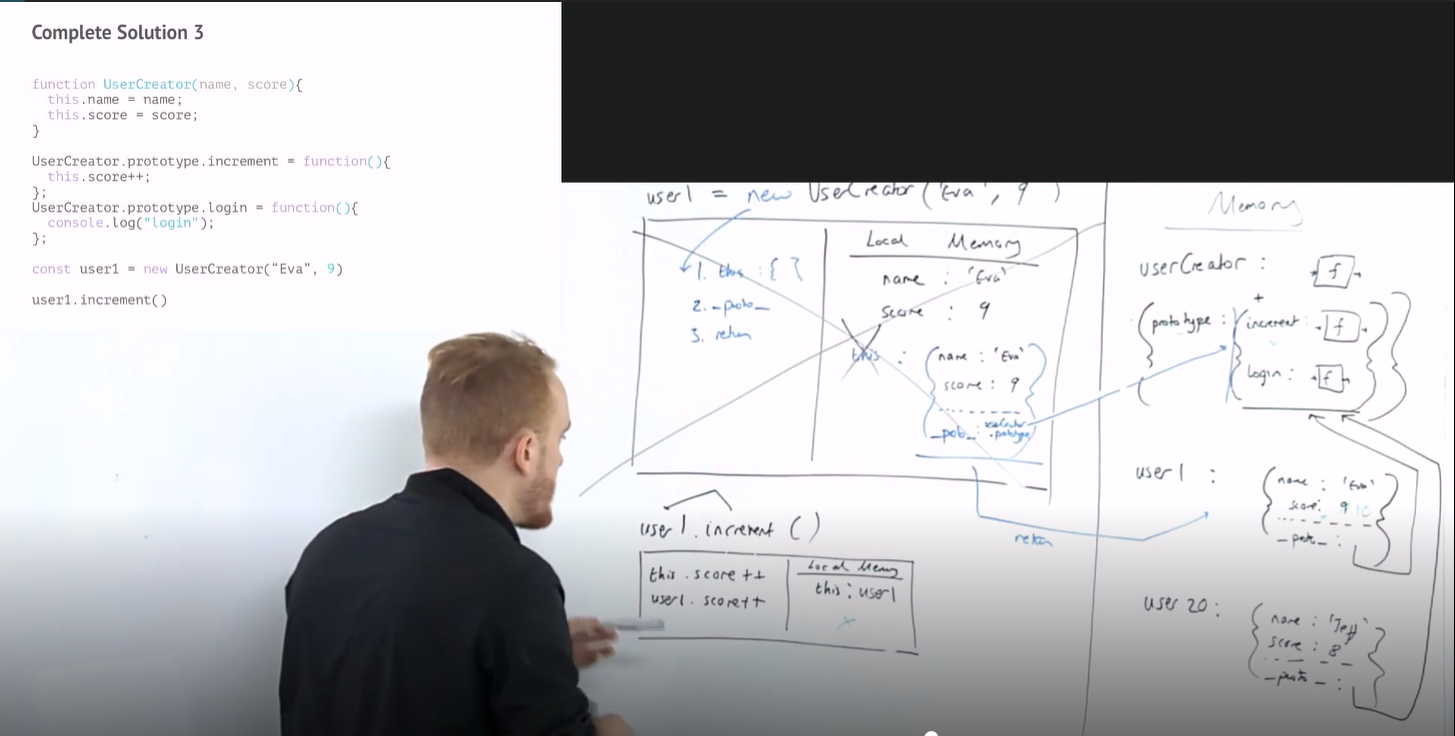 Complete Solution 3
function UserCreator(name, score){
this.name = name;
this.score = score;
}
UserCreator.prototype.increment = function(){
this.score++;
};
UserCreator.prototype.login = function(){
console.log("login");
};
const user1 = new UserCreator("Eva", 9)
user1.increment()
user1 = new UserCreator('Eva', 9)
1. this : { }
2. _proto_
3. return
Local Memory
name : 'Eva'
score : 9
this :
name : 'Eva'
score : 9
_proto_ : userCreator
.prototype
return
user1.increment ()
this.score ++
user1.score++
Local Memory
this : user1
x
Memory
userCreator : f
+
{ prototype : { increment : f
login : f } }
user1 :
{ name : 'Eva'
score: 9 10
_proto_ : }
user 20 :
{ name : 'Jeff'
score : 8
_proto_ : }